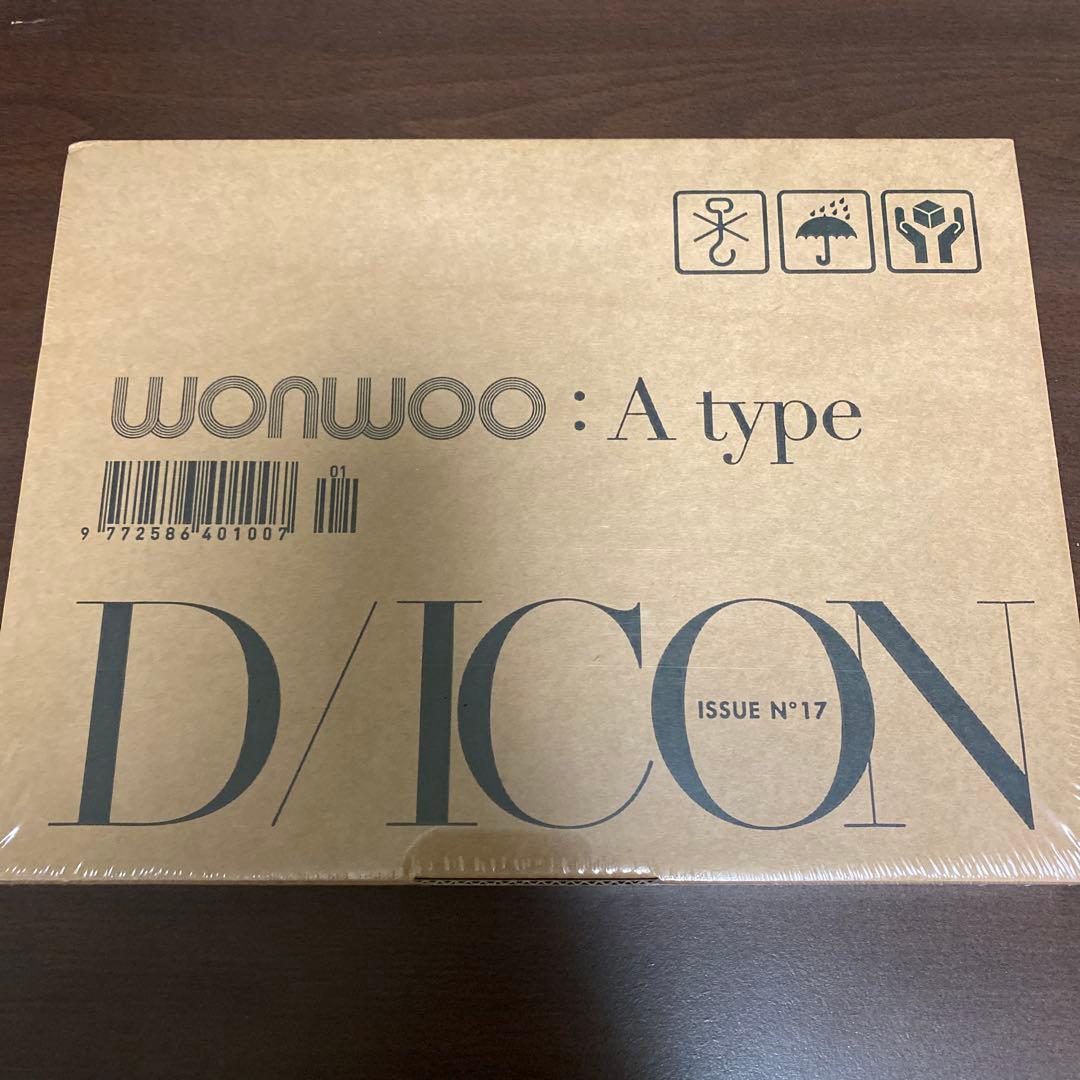 wonwoo : A type
01
9 772586 401007
D/ICON
ISSUE N°17